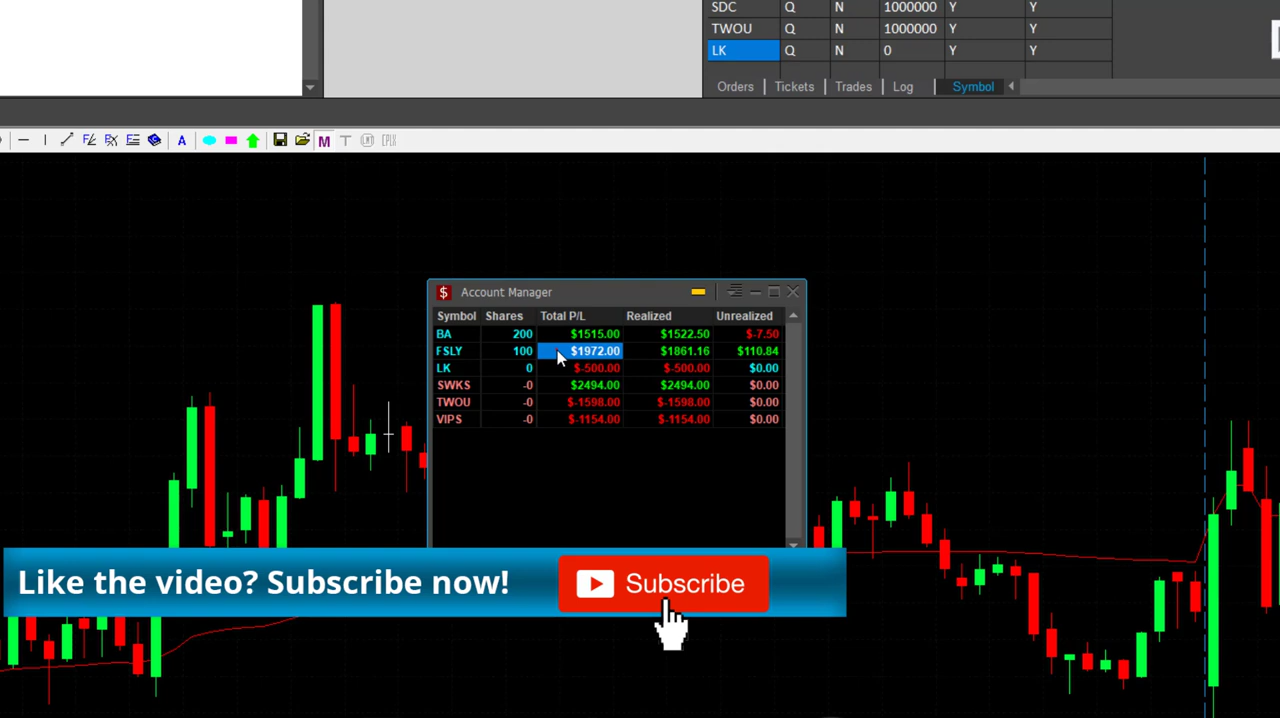 SDC Q N 1000000 Y Y
TWOU Q N 1000000 Y Y
LK Q N 0 Y Y
Orders Tickets Trades Log Symbol
A M T
$ Account Manager
Symbol Shares Total P/L Realized Unrealized
BA 200 $1515.00 $1522.50 $-7.50
FSLY 100 $1972.00 $1861.16 $110.84
LK 0 $-500.00 $-500.00 $0.00
SWKS -0 $2494.00 $2494.00 $0.00
TWOU -0 $-1598.00 $-1598.00 $0.00
VIPS -0 $-1154.00 $-1154.00 $0.00
Like the video? Subscribe now! Subscribe